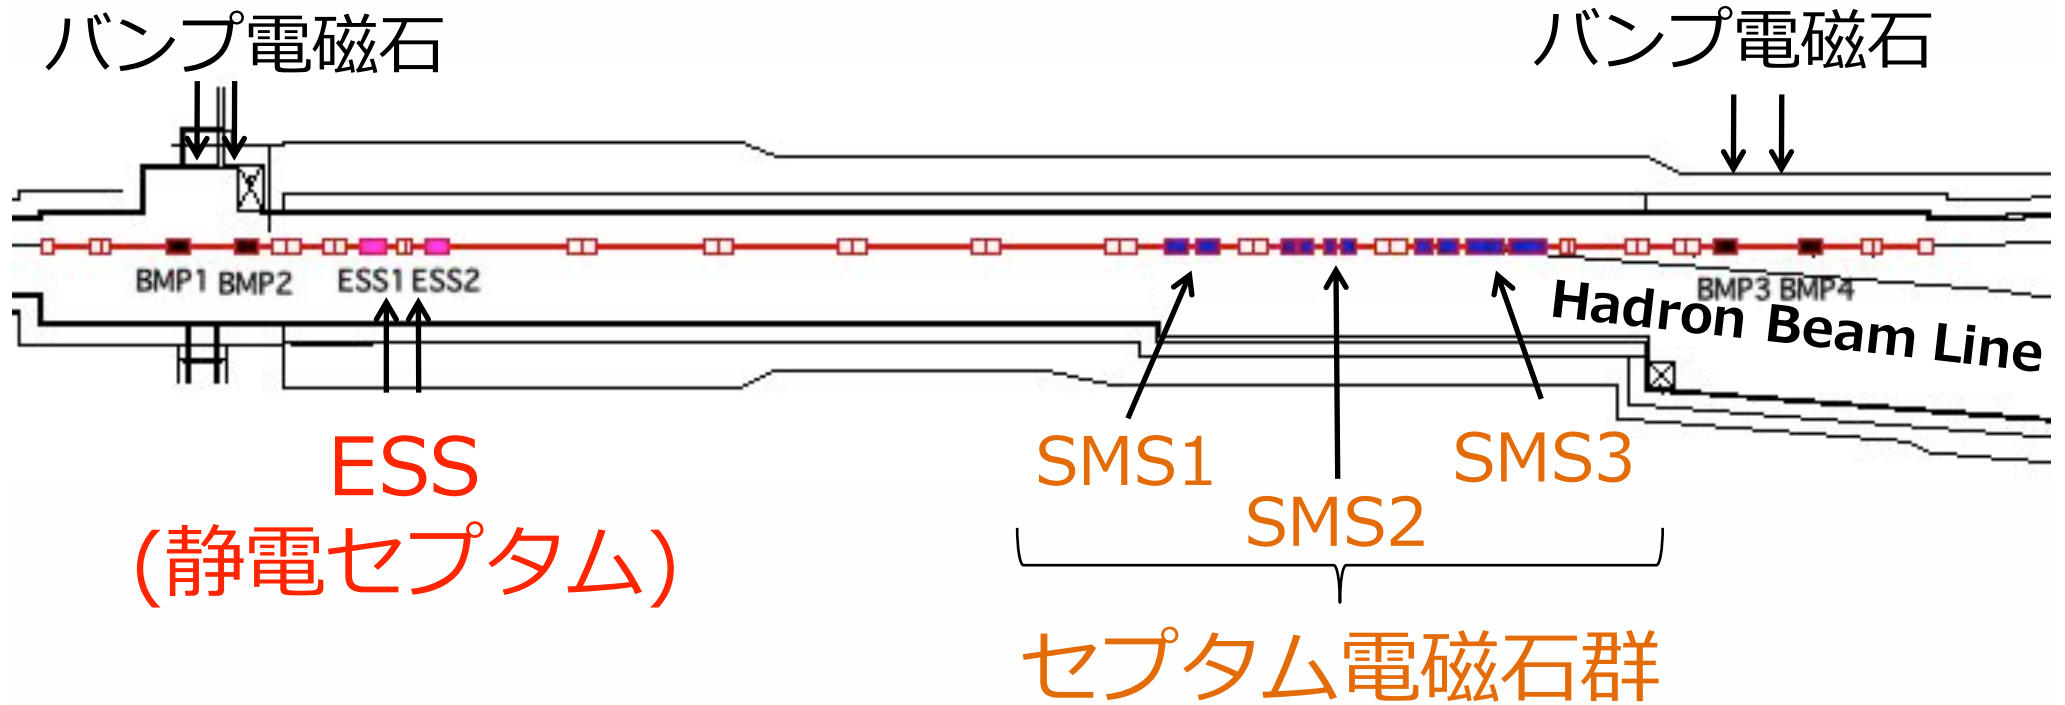 バンプ電磁石
バンプ電磁石
BMP1 BMP2 ESS1 ESS2
BMP3 BMP4
Hadron Beam Line
ESS
(静電セプタム)
SMS1
SMS2
SMS3
セプタム電磁石群